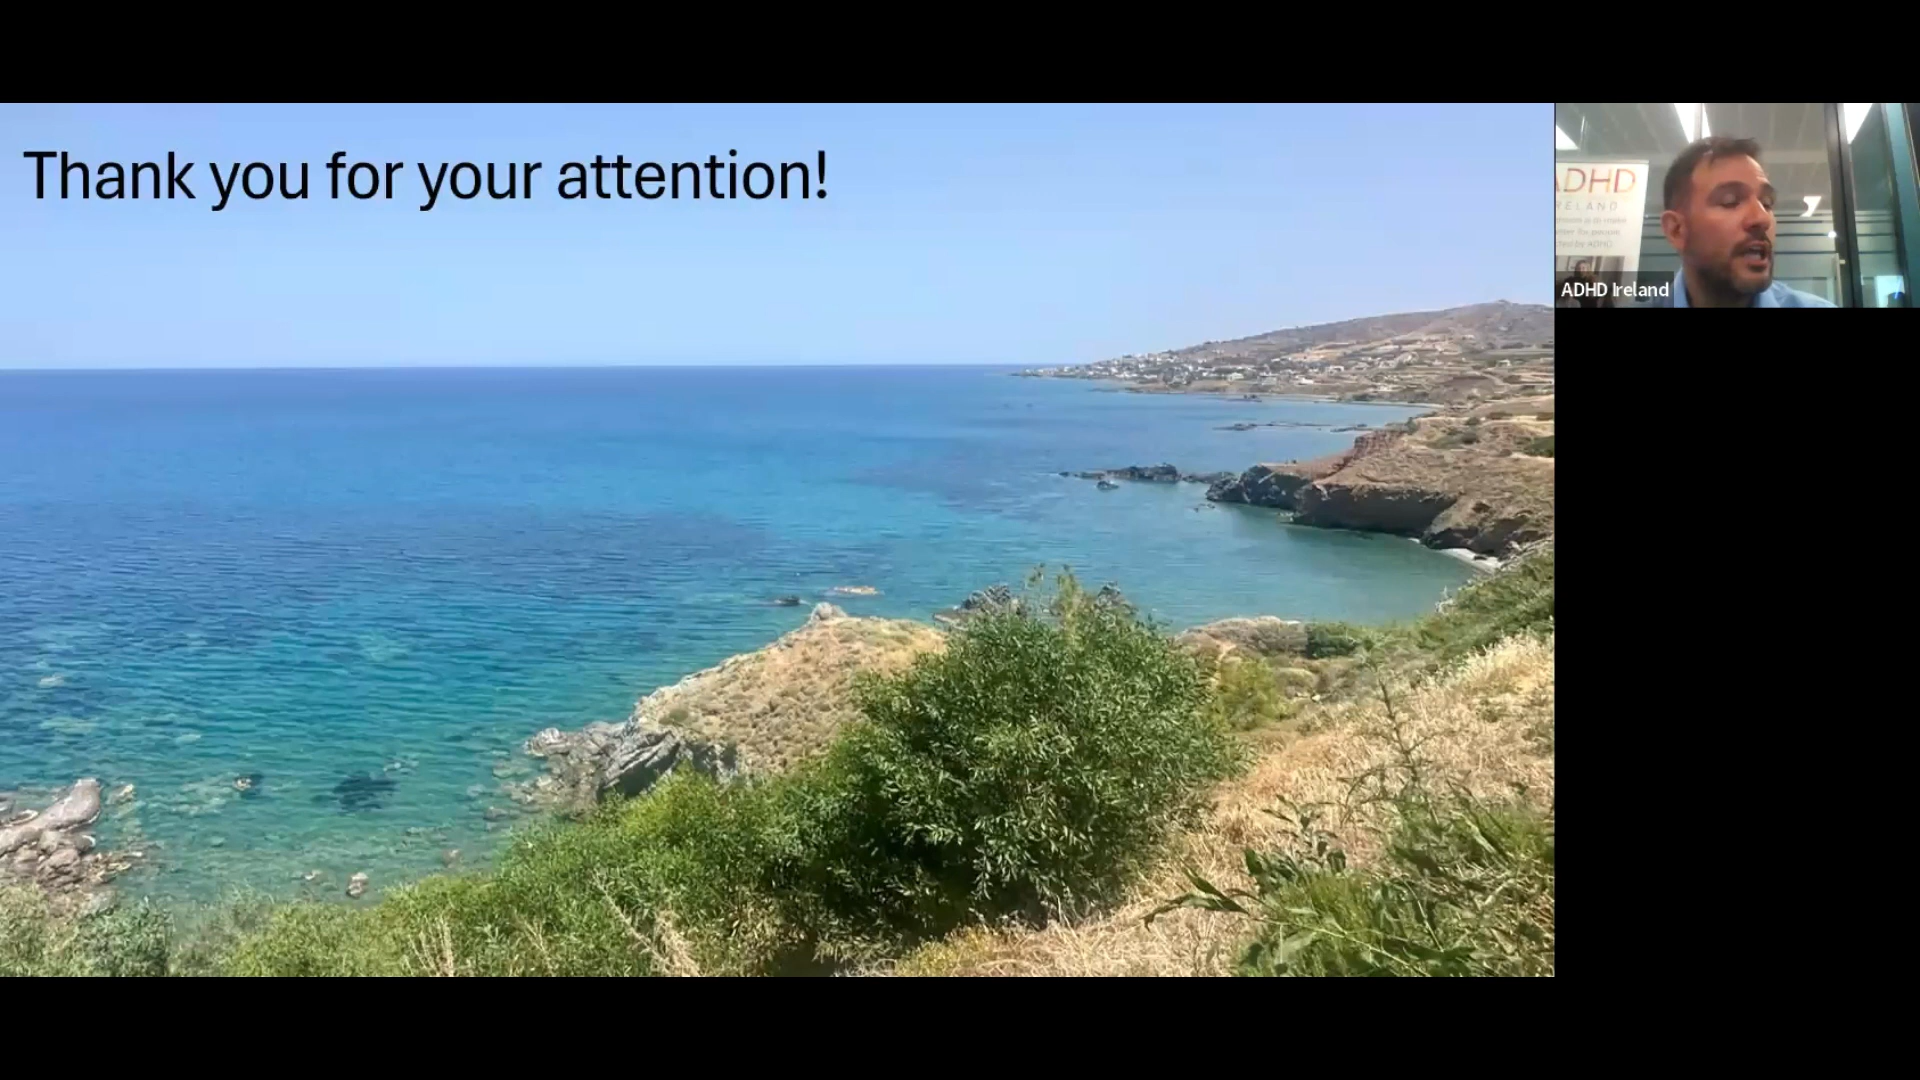 Thank you for your attention!
ADHD
IRELAND
ADHD Ireland